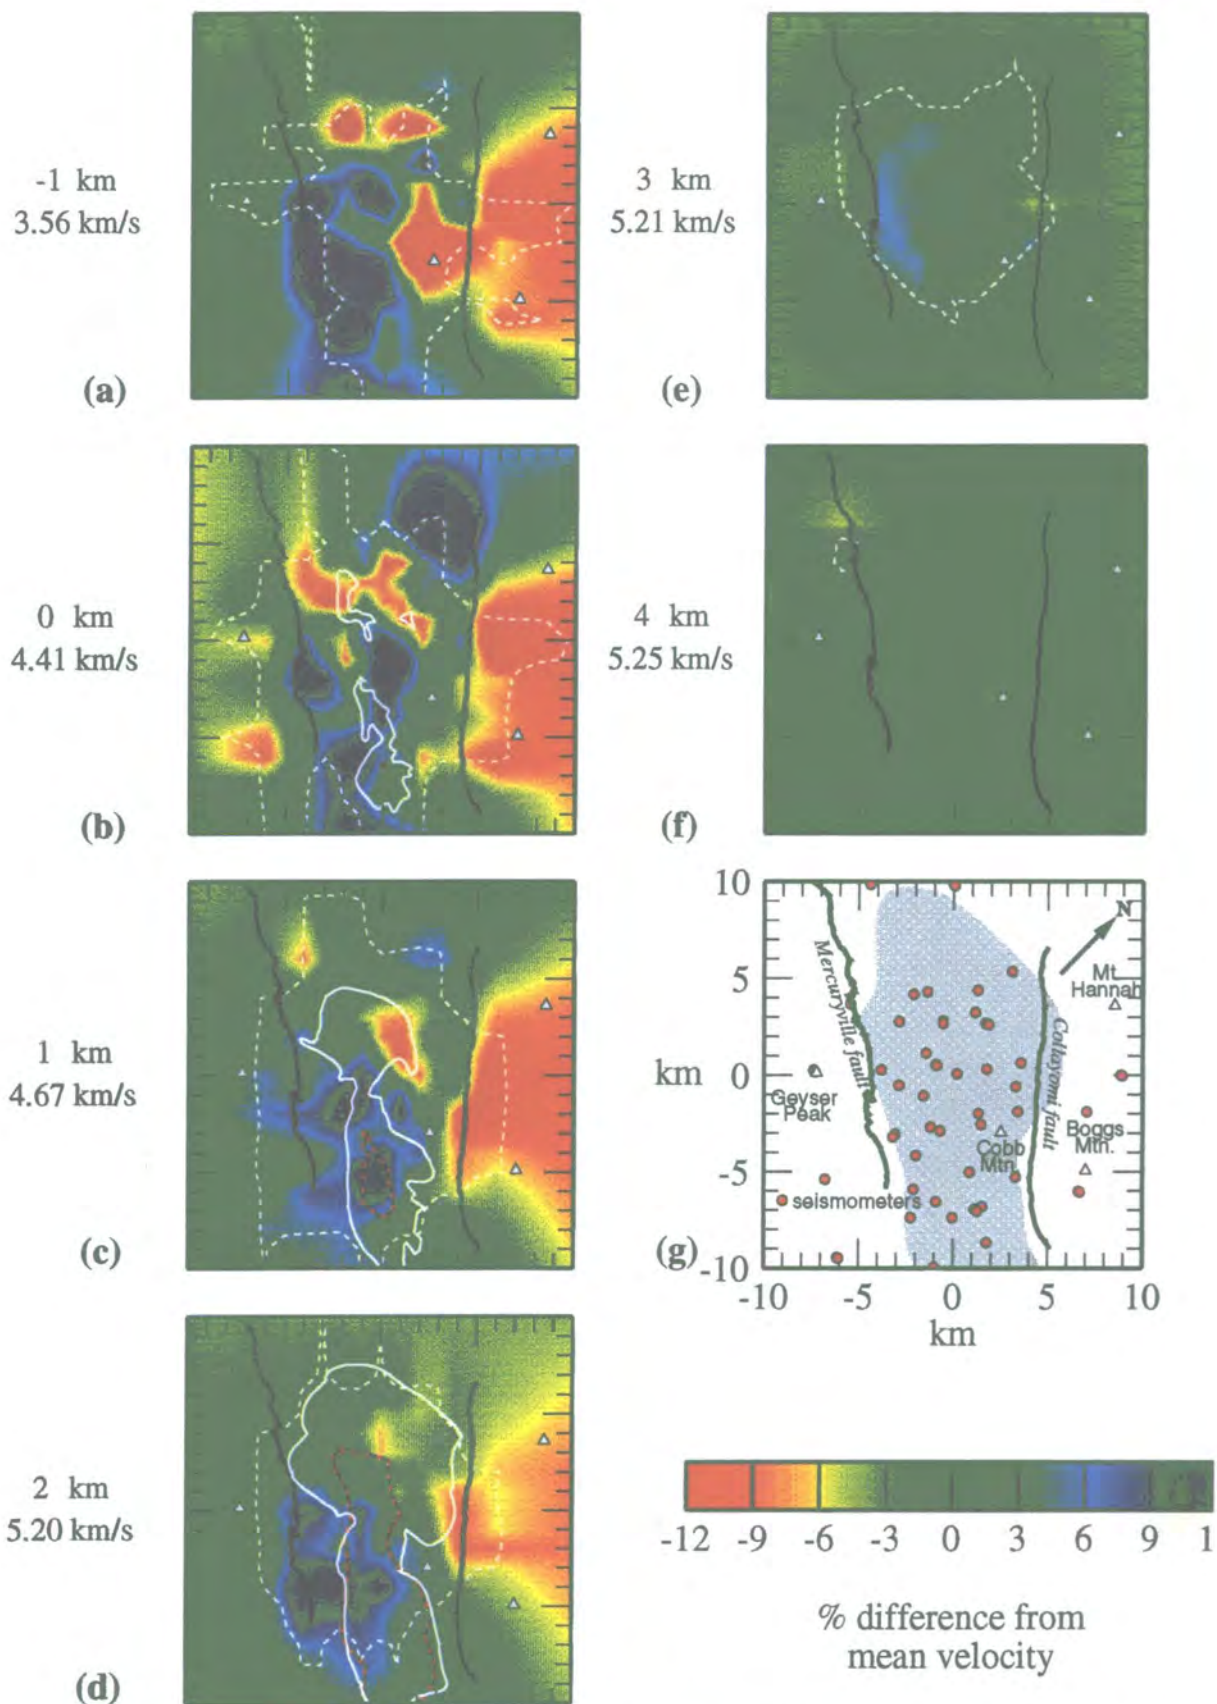 -1 km
3.56 km/s
(a)
0 km
4.41 km/s
(b)
1 km
4.67 km/s
(c)
2 km
5.20 km/s
(d)
3 km
5.21 km/s
(e)
4 km
5.25 km/s
(f)
10
5
km 0
-5
-10
(g)
N
Mercuryville fault
Collayomi fault
Mt
Hannah
Geyser
Peak
Cobb
Mtn
Boggs
Mtn.
seismometers
-10 -5 0 5 10
km
-12 -9 -6 -3 0 3 6 9 1
% difference from
mean velocity